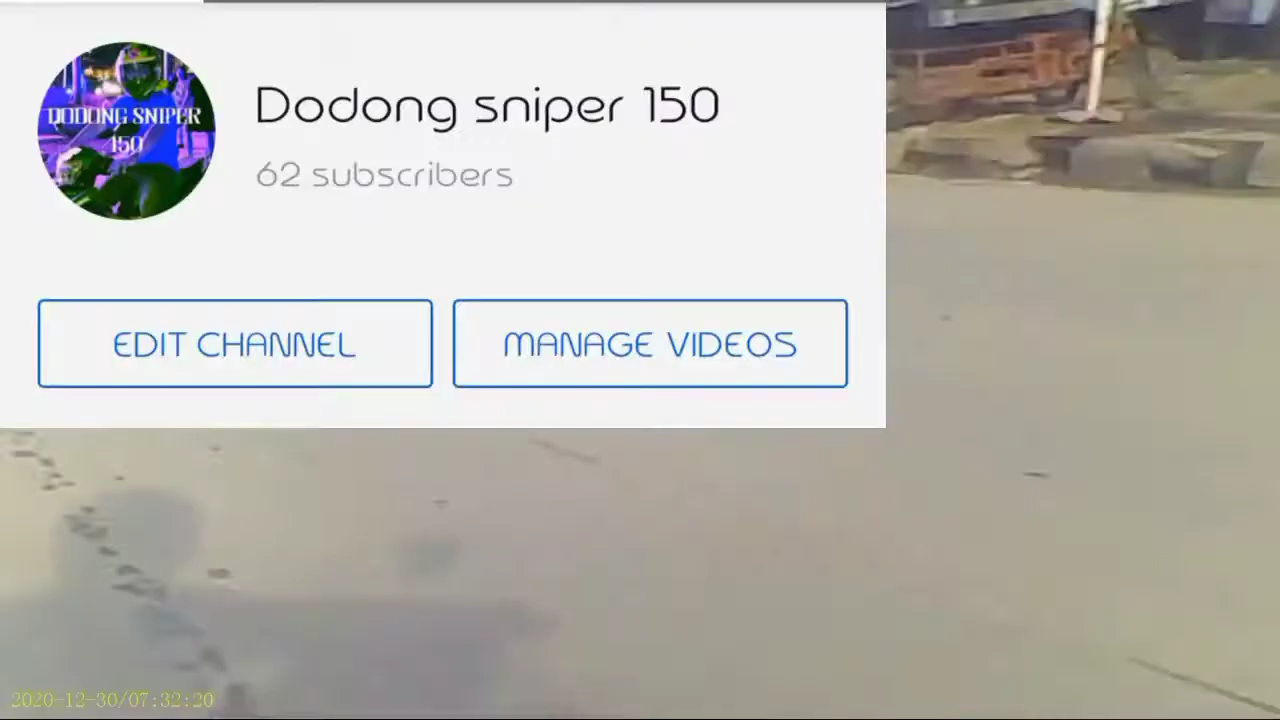 DODONG SNIPER
150
Dodong sniper 150
62 subscribers
EDIT CHANNEL
MANAGE VIDEOS
2020-12-30/07:32:20